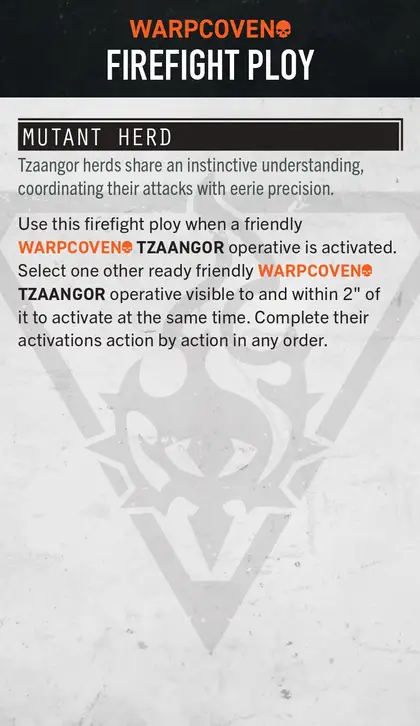 WARPCOVEN
FIREFIGHT PLOY
MUTANT HERD
Tzaangor herds share an instinctive understanding,
coordinating their attacks with eerie precision.
Use this firefight ploy when a friendly
WARPCOVEN TZAANGOR operative is activated.
Select one other ready friendly WARPCOVEN
TZAANGOR operative visible to and within 2" of
it to activate at the same time. Complete their
activations action by action in any order.